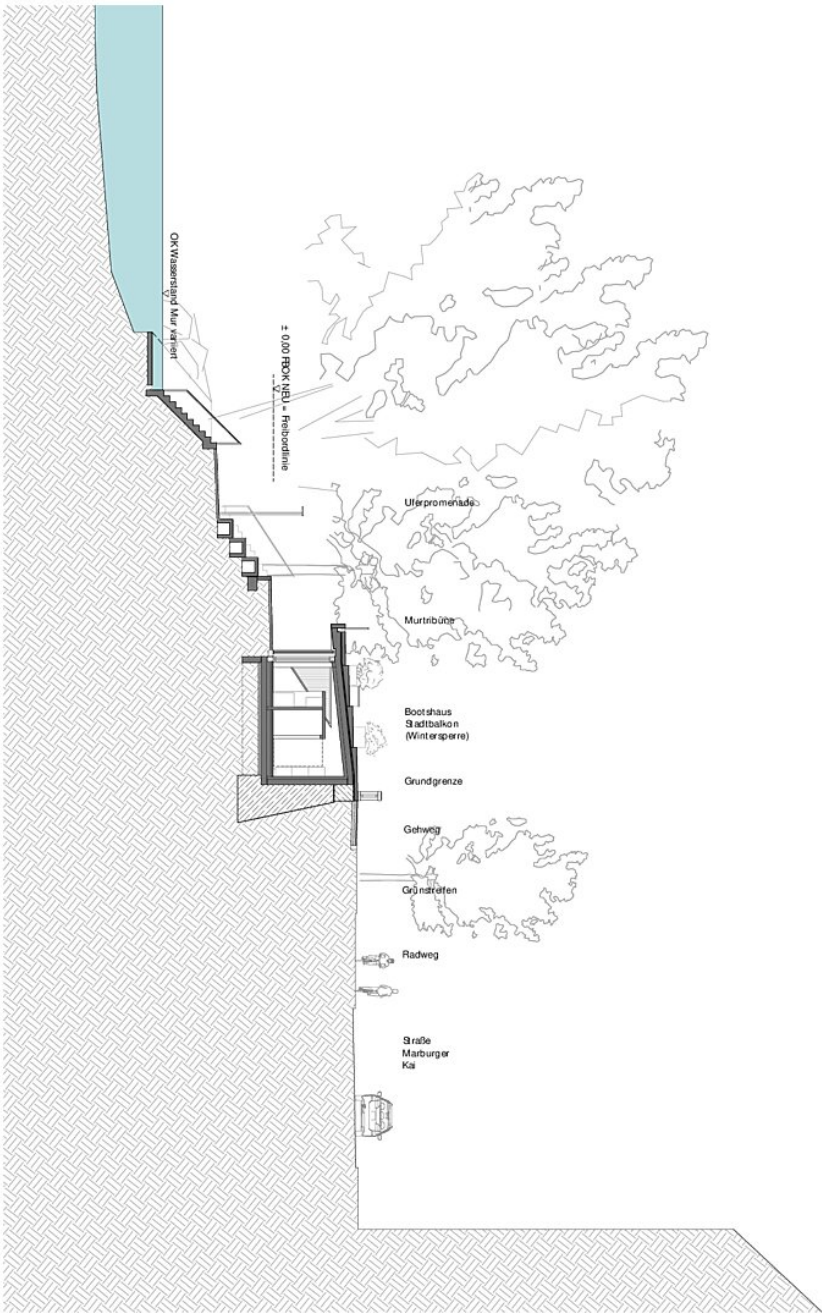 OK Wasserstand Mur variiert
± 0,00 FBOK NEU = Freibordlinie
Uferpromenade
Murtribüne
Bootshaus
Stadtbalkon
(Wintersperre)
Grundgrenze
Gehweg
Grünstreifen
Radweg
Straße
Marburger
Kai